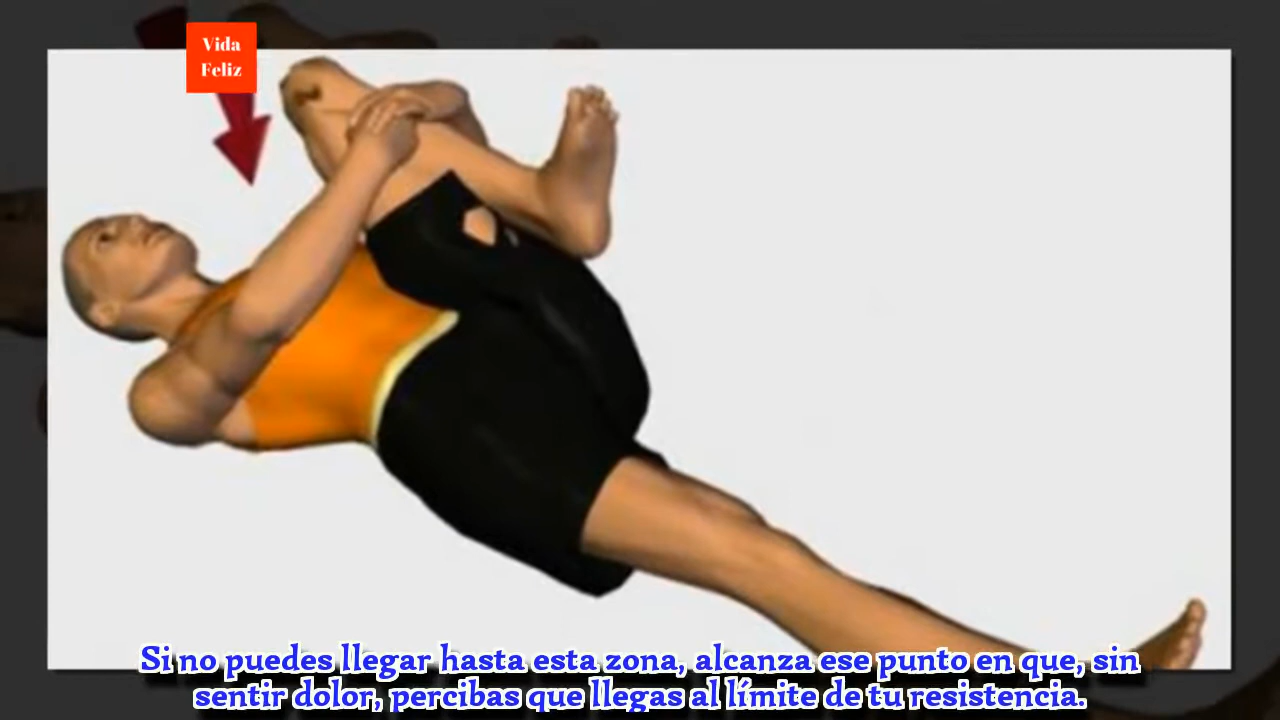 Vida
Feliz
Si no puedes llegar hasta esta zona, alcanza ese punto en que, sin
sentir dolor, percibas que llegas al límite de tu resistencia.